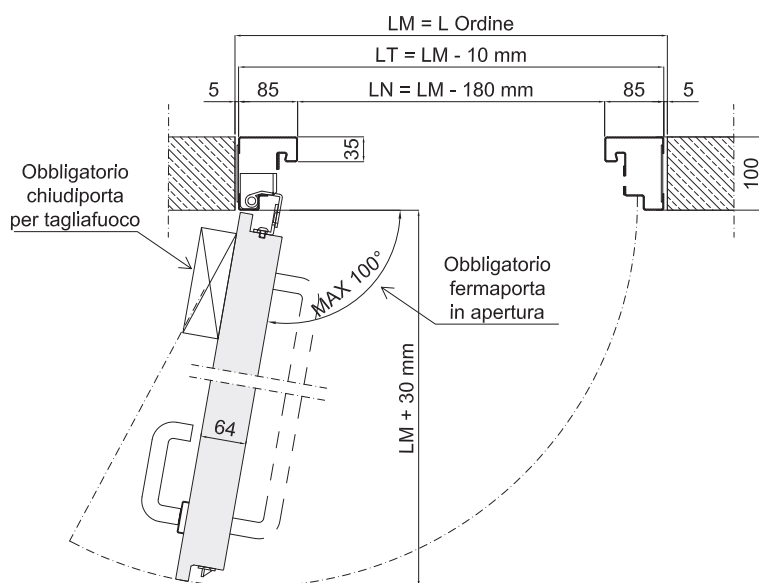 LM = L Ordine
LT = LM - 10 mm
5
85
LN = LM - 180 mm
85
5
35
100
Obbligatorio
chiudiporta
per tagliafuoco
MAX 100°
Obbligatorio
fermaporta
in apertura
LM + 30 mm
64